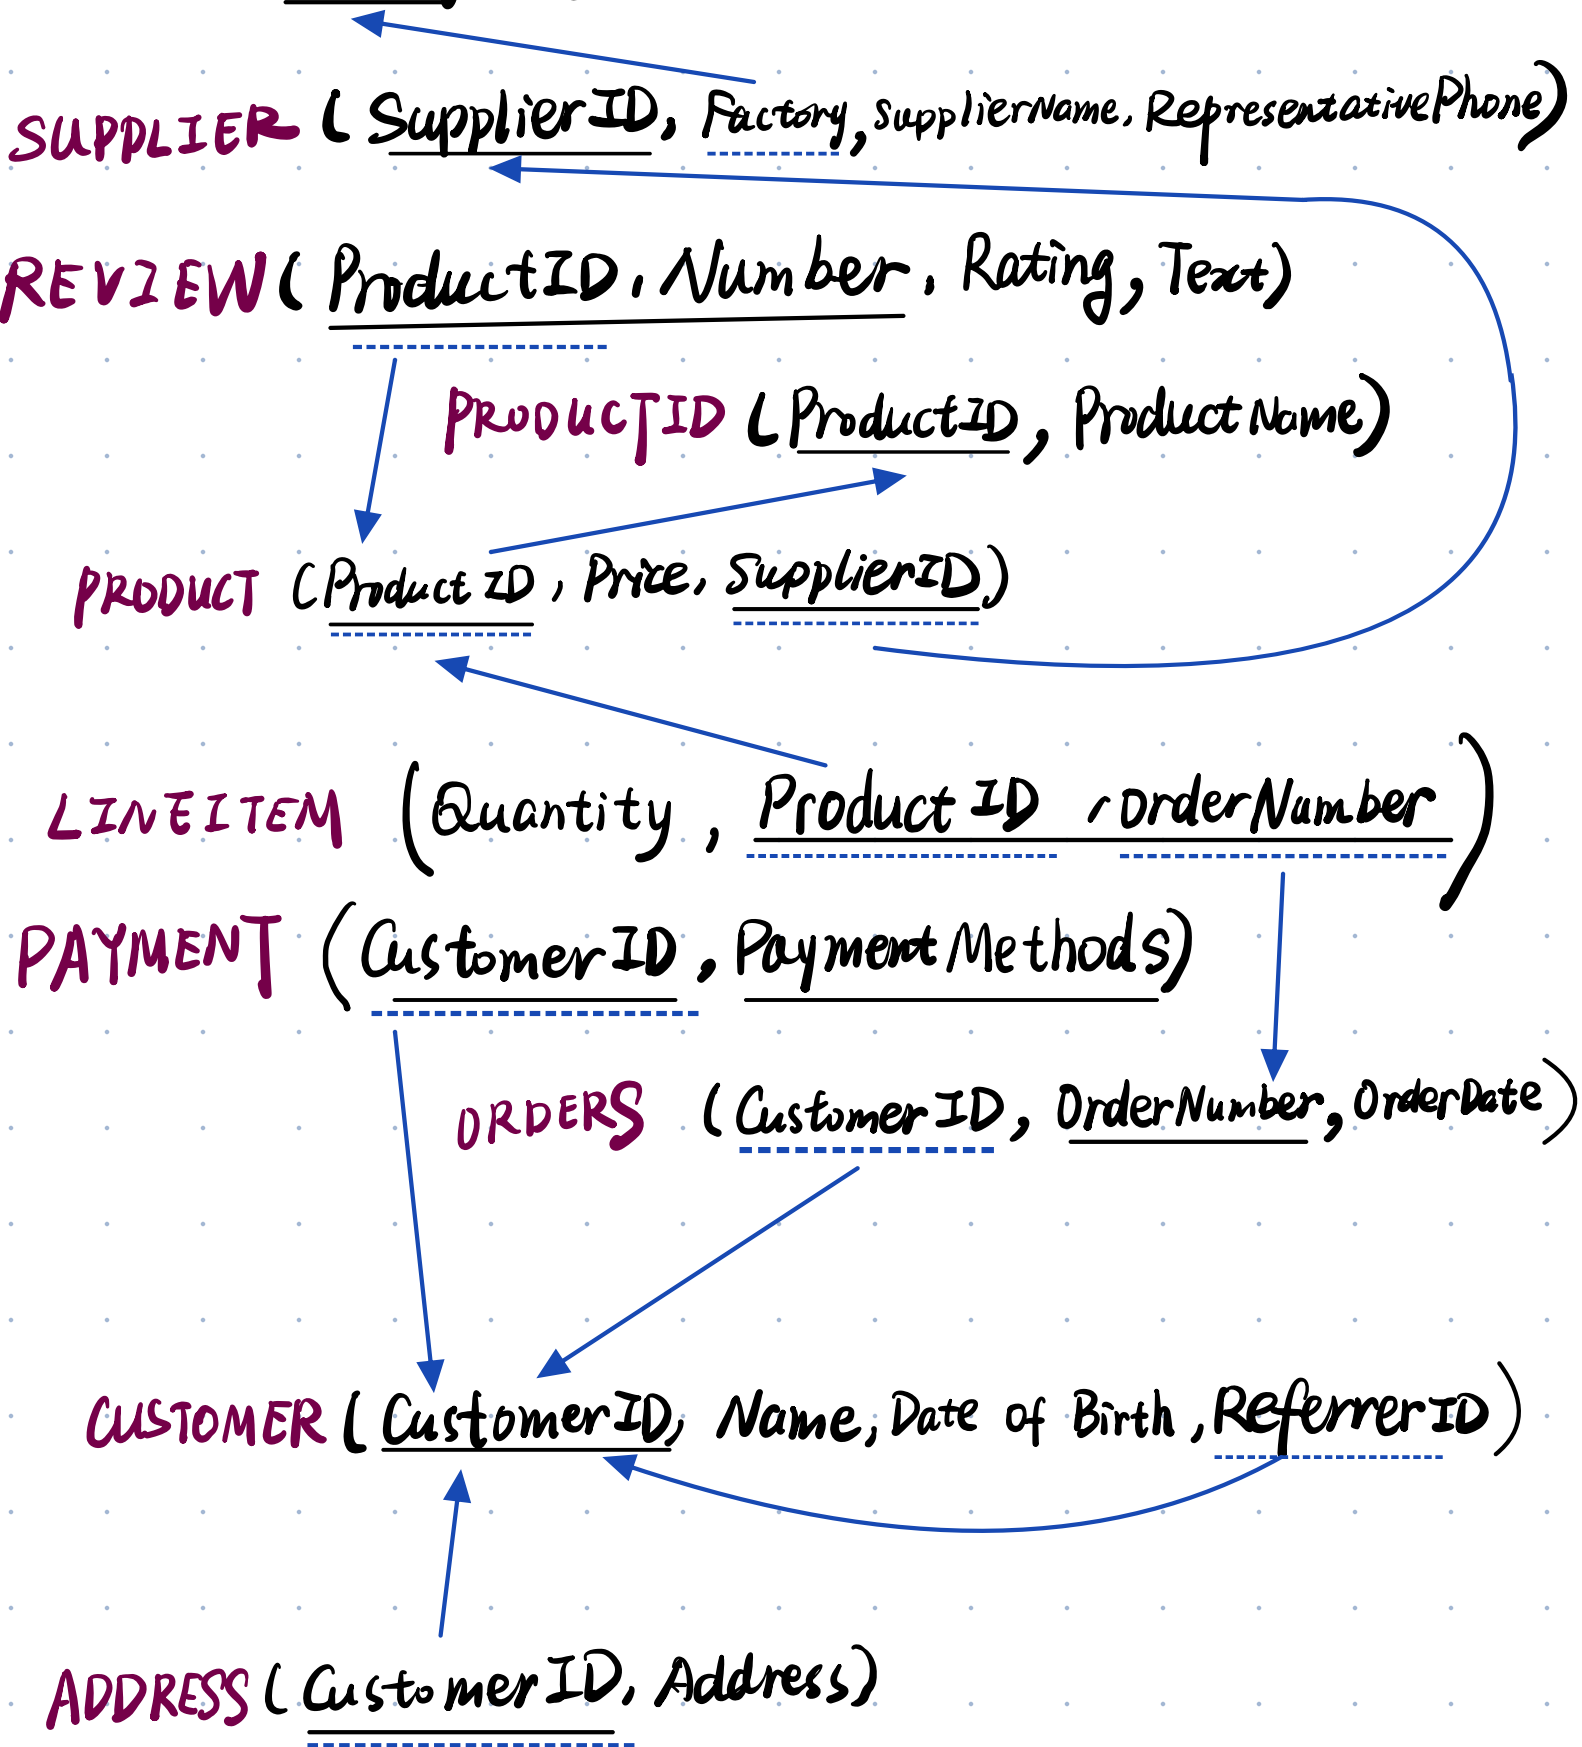 SUPPLIER (SupplierID, Factory, SupplierName, RepresentativePhone)
REVIEW (ProductID, Number, Rating, Text)
PRODUCTID (ProductID, ProductName)
PRODUCT (ProductID, Price, SupplierID)
LINEITEM (Quantity, ProductID, OrderNumber)
PAYMENT (CustomerID, PaymentMethods)
ORDERS (CustomerID, OrderNumber, OrderDate)
CUSTOMER (CustomerID, Name, Date of Birth, ReferrerID)
ADDRESS (CustomerID, Address)